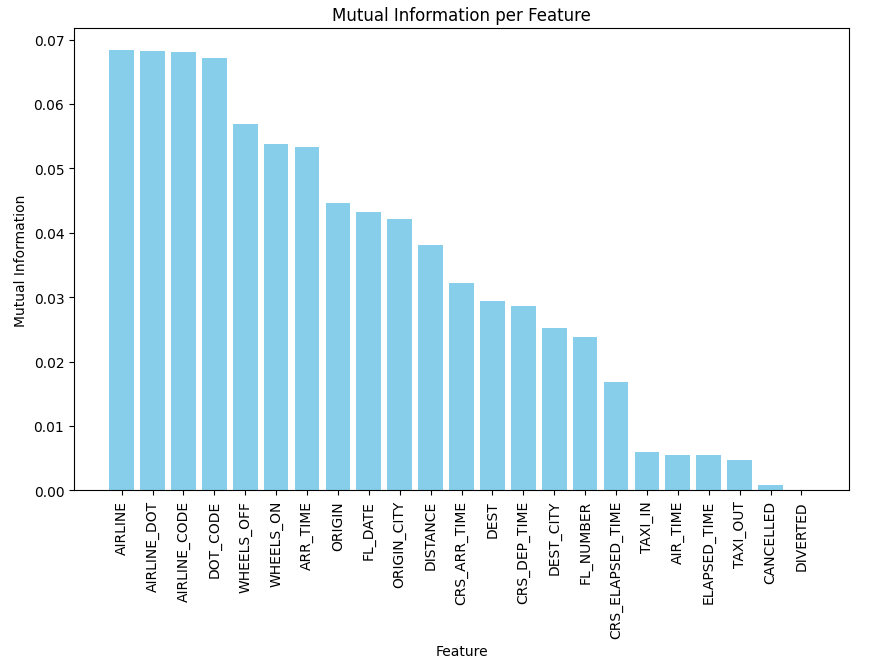 Mutual Information per Feature
Mutual Information
0.07
0.06
0.05
0.04
0.03
0.02
0.01
0.00
AIRLINE
AIRLINE_DOT
AIRLINE_CODE
DOT_CODE
WHEELS_OFF
WHEELS_ON
ARR_TIME
ORIGIN
FL_DATE
ORIGIN_CITY
DISTANCE
CRS_ARR_TIME
DEST
CRS_DEP_TIME
DEST_CITY
FL_NUMBER
CRS_ELAPSED_TIME
TAXI_IN
AIR_TIME
ELAPSED_TIME
TAXI_OUT
CANCELLED
DIVERTED
Feature